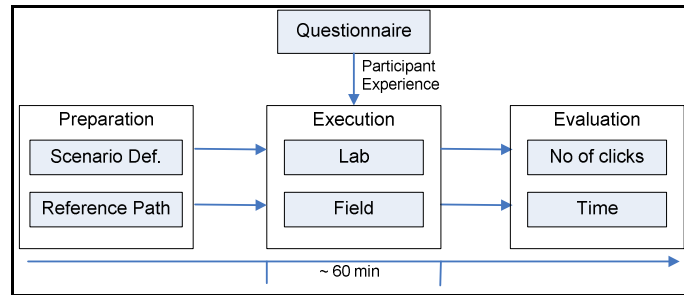 Questionnaire
Participant
Experience
Preparation
Scenario Def.
Reference Path
Execution
Lab
Field
Evaluation
No of clicks
Time
~ 60 min